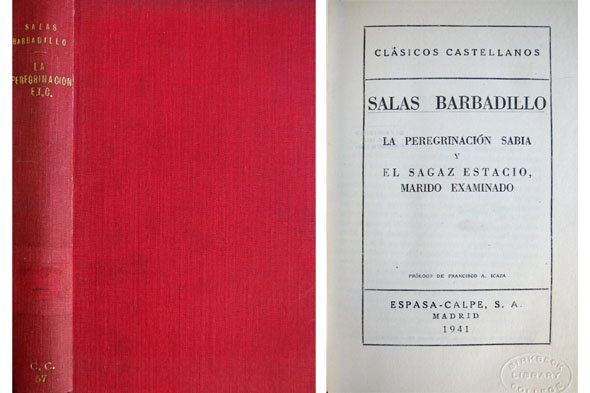 SALAS
BARBADILLO
LA
PEREGRINACION
E.T.C.
C. C.
57
CLÁSICOS CASTELLANOS
SALAS BARBADILLO
LA PEREGRINACIÓN SABIA
Y
EL SAGAZ ESTACIO,
MARIDO EXAMINADO
PRÓLOGO DE FRANCISCO A. ICAZA
ESPASA-CALPE, S. A.
MADRID
1941
BIRKBECK
LIBRARY
COLLEGE